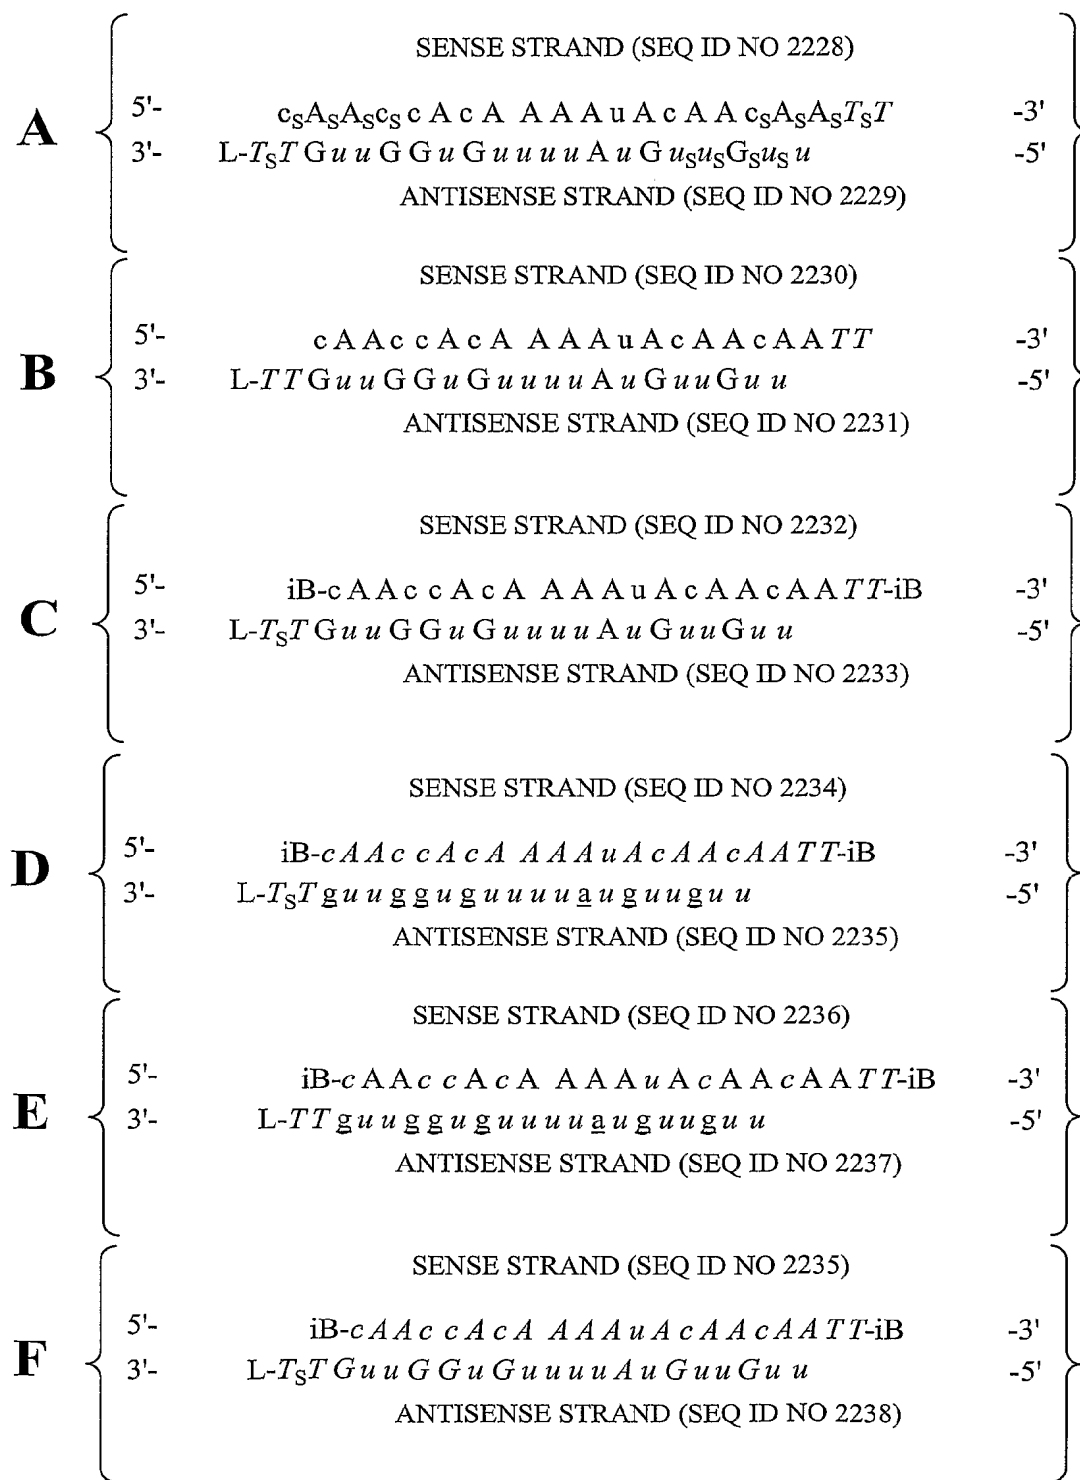 SENSE STRAND (SEQ ID NO 2228)
A
5'- cSASAScS c A c A A A A u A c A A cSASASTST -3'
3'- L-TST G u u G G u G u u u u A u G uSuSGSuS u -5'
ANTISENSE STRAND (SEQ ID NO 2229)
SENSE STRAND (SEQ ID NO 2230)
B
5'- c A A c c A c A A A A u A c A A c A A T T -3'
3'- L-T T G u u G G u G u u u u A u G u u G u u -5'
ANTISENSE STRAND (SEQ ID NO 2231)
SENSE STRAND (SEQ ID NO 2232)
C
5'- iB-c A A c c A c A A A A u A c A A c A A T T-iB -3'
3'- L-TST G u u G G u G u u u u A u G u u G u u -5'
ANTISENSE STRAND (SEQ ID NO 2233)
SENSE STRAND (SEQ ID NO 2234)
D
5'- iB-c A A c c A c A A A A u A c A A c A A T T-iB -3'
3'- L-TST g u u g g u g u u u u a u g u u g u u -5'
ANTISENSE STRAND (SEQ ID NO 2235)
SENSE STRAND (SEQ ID NO 2236)
E
5'- iB-c A A c c A c A A A A u A c A A c A A T T-iB -3'
3'- L-T T g u u g g u g u u u u a u g u u g u u -5'
ANTISENSE STRAND (SEQ ID NO 2237)
SENSE STRAND (SEQ ID NO 2235)
F
5'- iB-c A A c c A c A A A A u A c A A c A A T T-iB -3'
3'- L-TST G u u G G u G u u u u A u G u u G u u -5'
ANTISENSE STRAND (SEQ ID NO 2238)